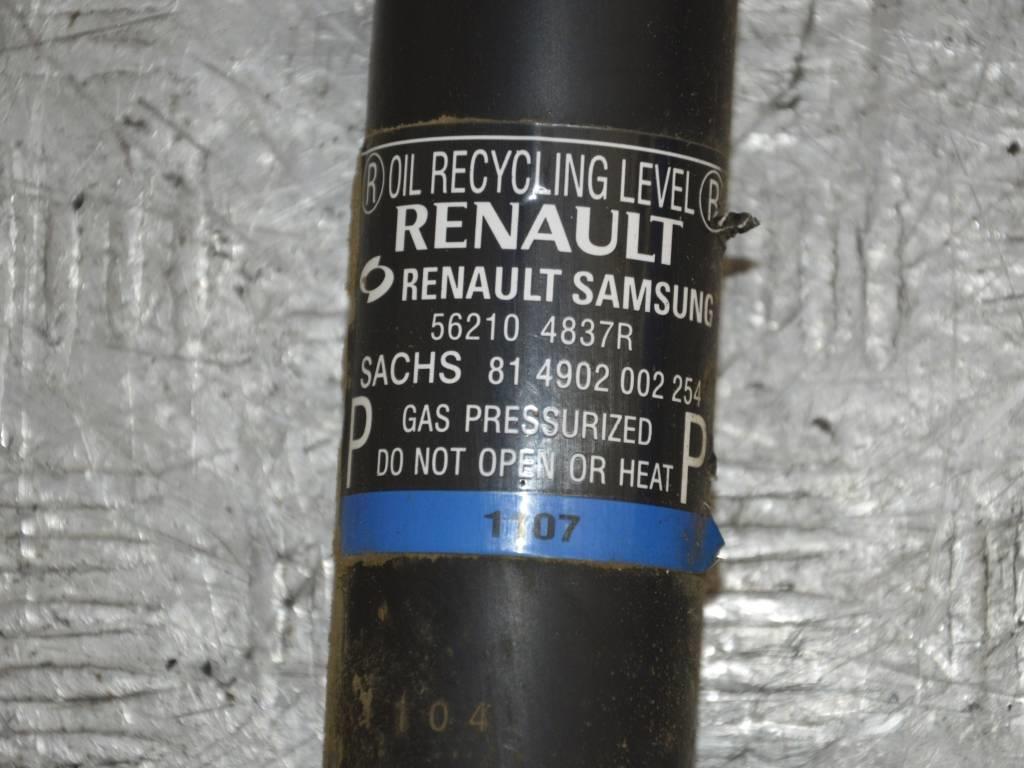 Ⓡ OIL RECYCLING LEVEL Ⓡ
RENAULT
RENAULT SAMSUNG
56210 4837R
SACHS 81 4902 002 254
P GAS PRESSURIZED P
DO NOT OPEN OR HEAT
1707
1104